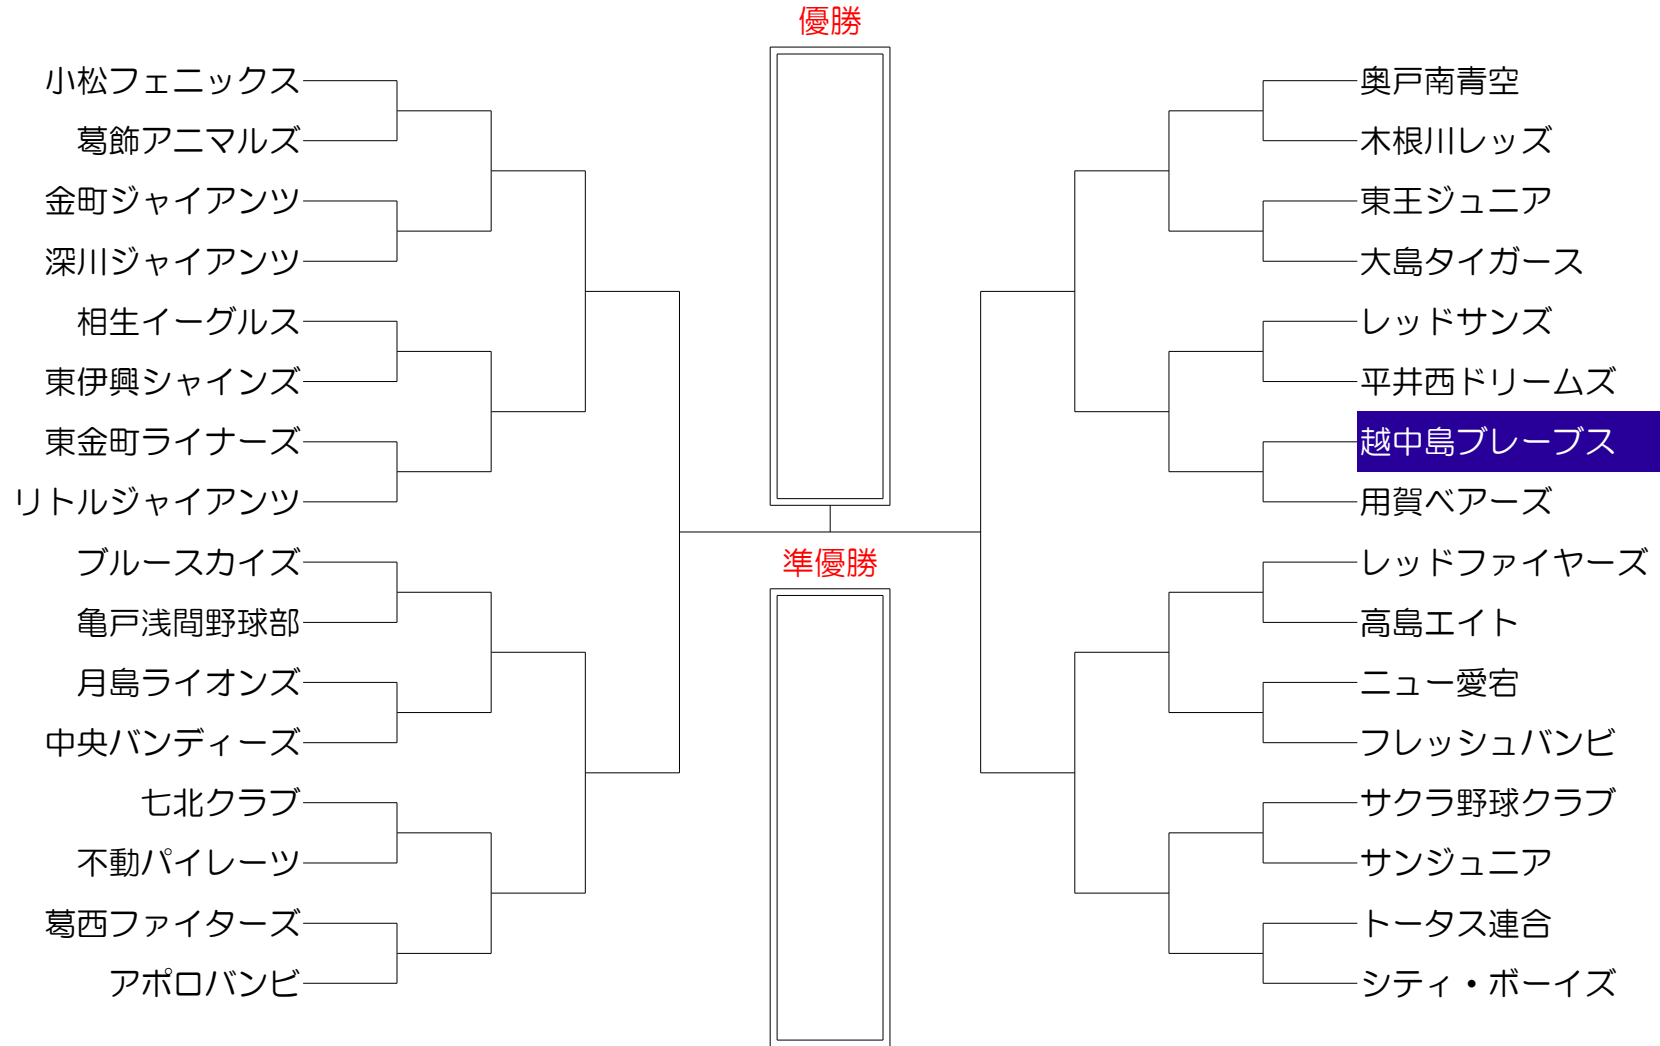 優勝
小松フェニックス
葛飾アニマルズ
金町ジャイアンツ
深川ジャイアンツ
相生イーグルス
東伊興シャインズ
東金町ライナーズ
リトルジャイアンツ
ブルースカイズ
亀戸浅間野球部
月島ライオンズ
中央バンディーズ
七北クラブ
不動パイレーツ
葛西ファイターズ
アポロバンビ
準優勝
奥戸南青空
木根川レッズ
東王ジュニア
大島タイガース
レッドサンズ
平井西ドリームズ
越中島ブレーブス
用賀ベアーズ
レッドファイヤーズ
高島エイト
ニュー愛宕
フレッシュバンビ
サクラ野球クラブ
サンジュニア
トータス連合
シティ・ボーイズ